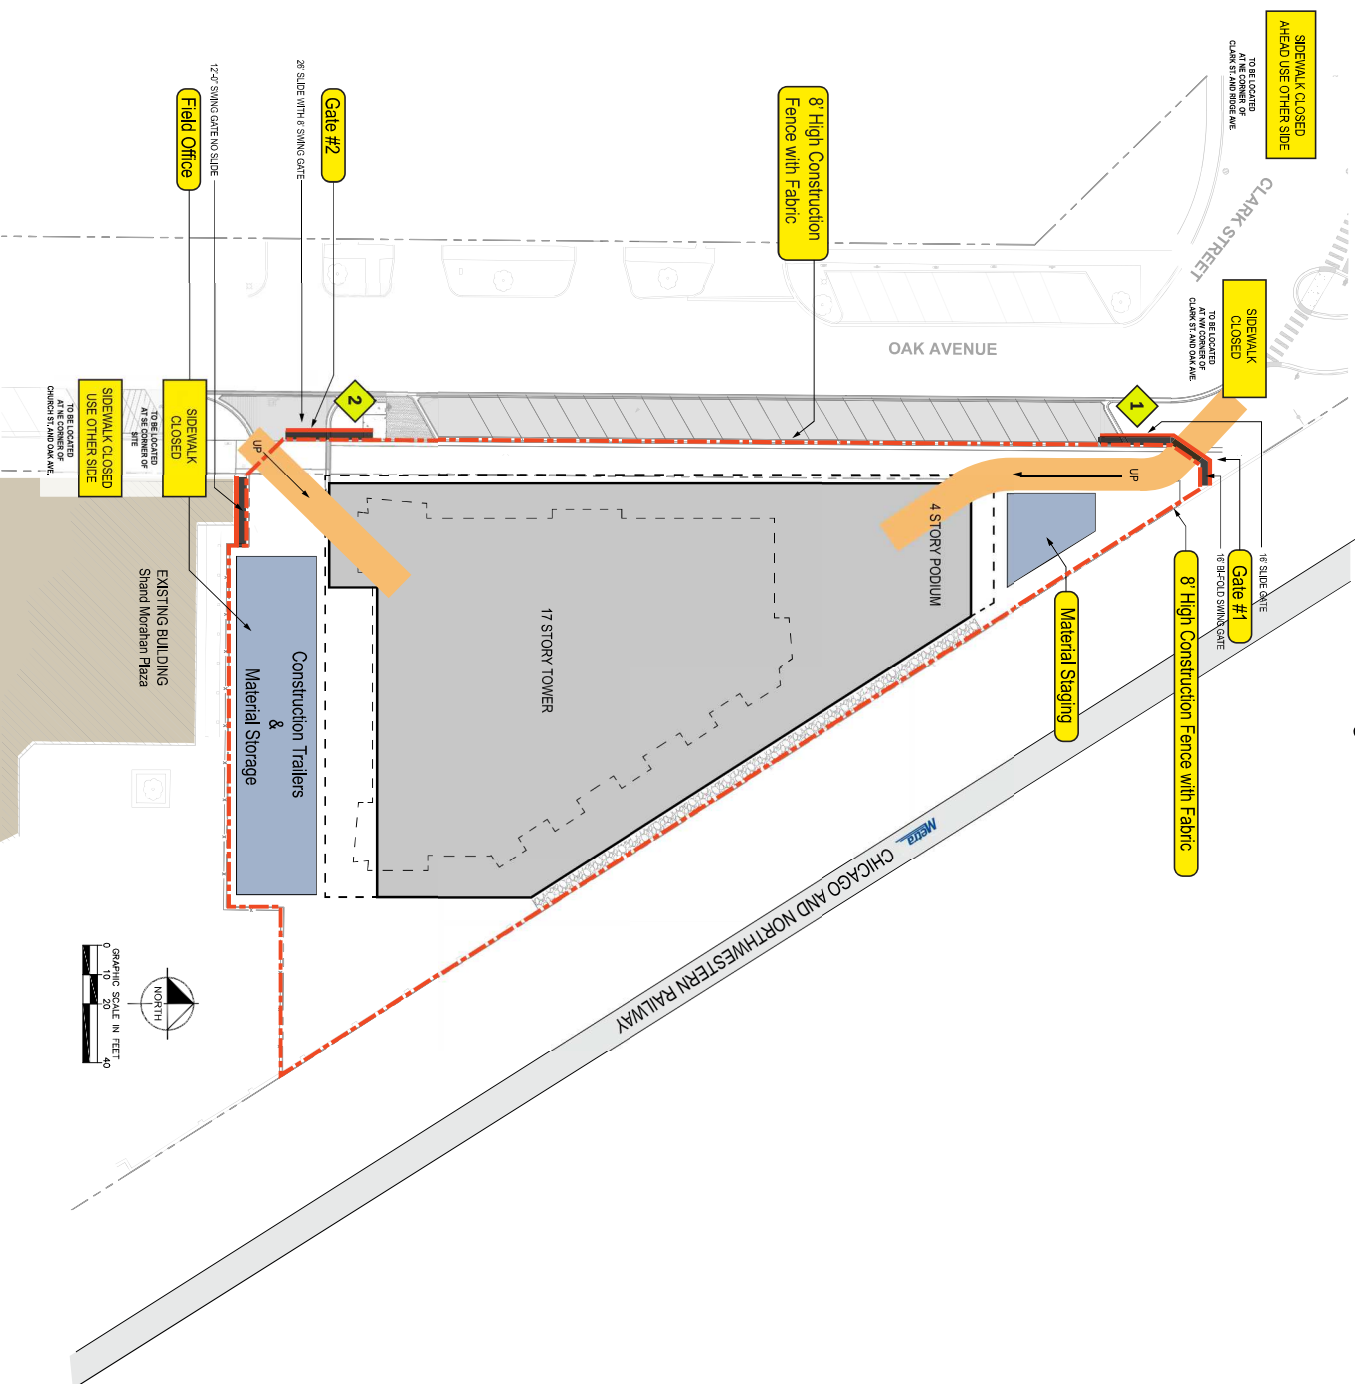 SIDEWALK CLOSED
AHEAD USE OTHER SIDE
TO BE LOCATED
AT NE CORNER OF
CLARK ST. AND RIDGE AVE.
CLARK STREET
SIDEWALK
CLOSED
TO BE LOCATED
AT NW CORNER OF
CLARK ST. AND OAK AVE.
OAK AVENUE
8' High Construction
Fence with Fabric
Gate #2
26' SLIDE WITH 8' SWING GATE
12'-0" SWING GATE NO SLIDE
Field Office
1
2
UP
UP
16' SLIDE GATE
Gate #1
16' BI-FOLD SWING GATE
8' High Construction Fence with Fabric
Material Staging
4 STORY PODIUM
17 STORY TOWER
SIDEWALK
CLOSED
TO BE LOCATED
AT SE CORNER OF
SITE
SIDEWALK CLOSED
USE OTHER SIDE
TO BE LOCATED
AT NE CORNER OF
CHURCH ST. AND OAK AVE.
Construction Trailers
&
Material Storage
EXISTING BUILDING
Shand Morahan Plaza
Metra
CHICAGO AND NORTHWESTERN RAILWAY
NORTH
GRAPHIC SCALE IN FEET
0 10 20 40